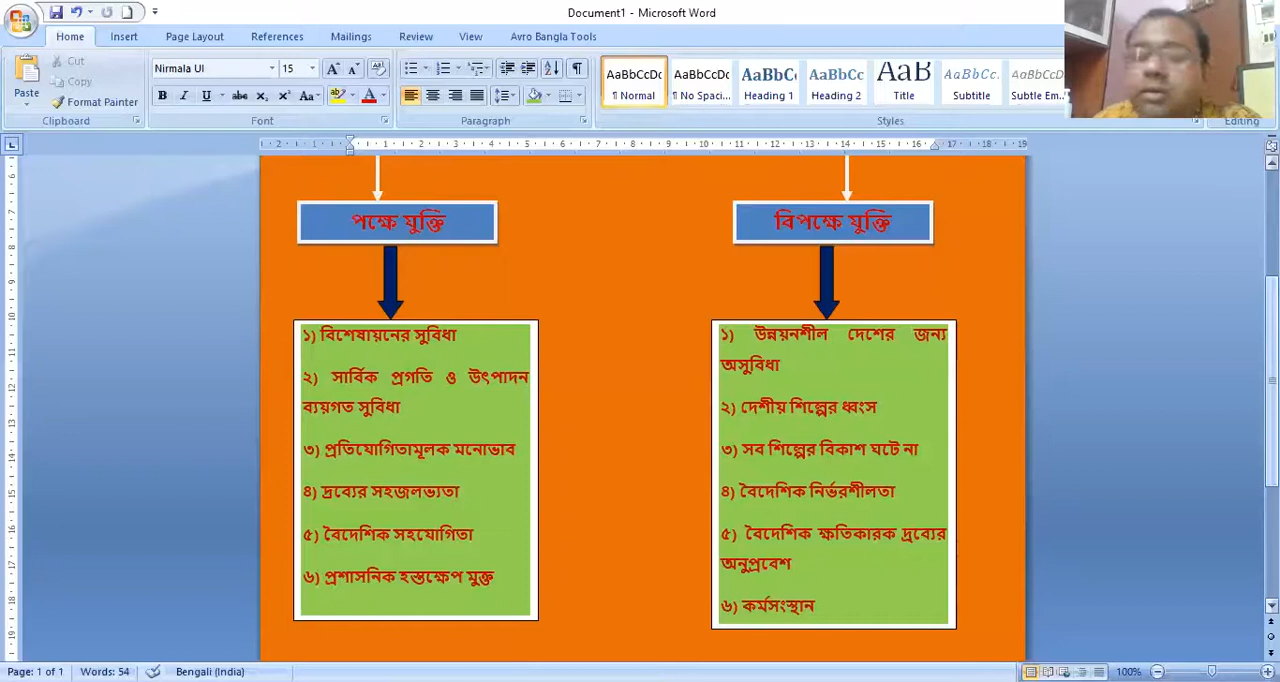 Document1 - Microsoft Word
Home Insert Page Layout References Mailings Review View Avro Bangla Tools
Paste
Cut
Copy
Format Painter
Clipboard
Nirmala UI 15
Font
Paragraph
AaBbCcDc AaBbCcDc AaBbC AaBbCc AaB AaBbCc. AaBbCcDc
¶ Normal ¶ No Spaci... Heading 1 Heading 2 Title Subtitle Subtle Em...
Styles
Editing
পক্ষে যুক্তি
১) বিশেষায়নের সুবিধা
২) সার্বিক প্রগতি ও উৎপাদন
ব্যয়গত সুবিধা
৩) প্রতিযোগিতামূলক মনোভাব
৪) দ্রব্যের সহজলভ্যতা
৫) বৈদেশিক সহযোগিতা
৬) প্রশাসনিক হস্তক্ষেপ মুক্ত
বিপক্ষে যুক্তি
১) উন্নয়নশীল দেশের জন্য
অসুবিধা
২) দেশীয় শিল্পের ধ্বংস
৩) সব শিল্পের বিকাশ ঘটে না
৪) বৈদেশিক নির্ভরশীলতা
৫) বৈদেশিক ক্ষতিকারক দ্রব্যের
অনুপ্রবেশ
৬) কর্মসংস্থান
Page: 1 of 1 Words: 54 Bengali (India) 100%